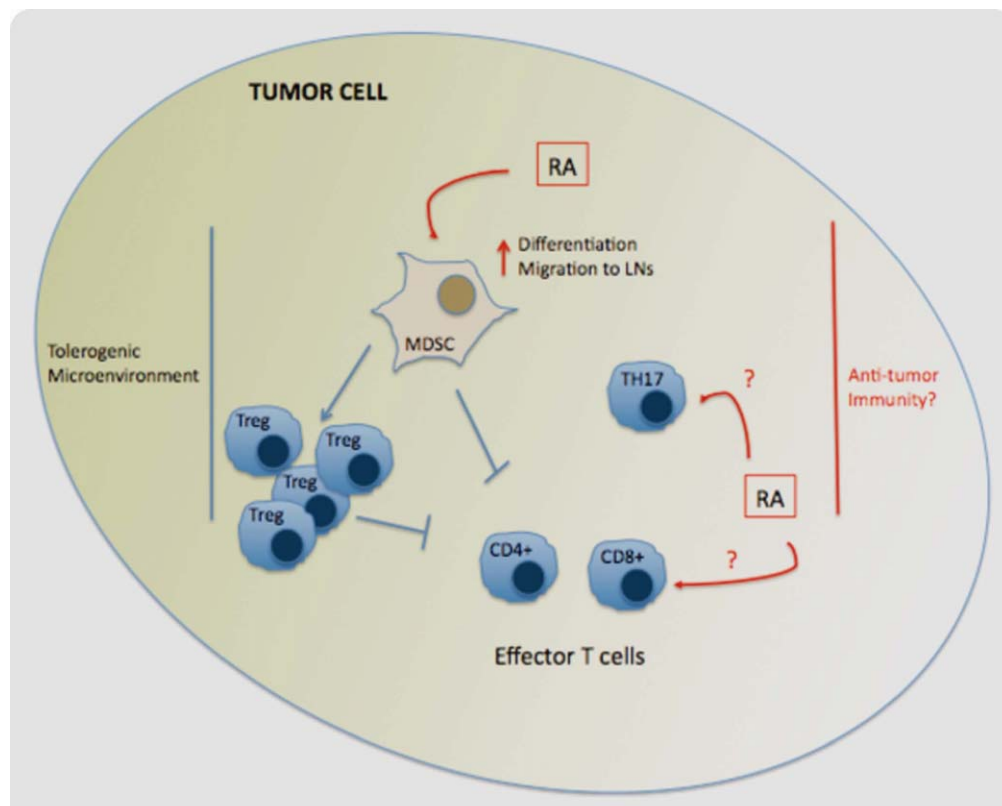 TUMOR CELL
RA
Differentiation
Migration to LNs
MDSC
Tolerogenic
Microenvironment
TH17
?
Anti-tumor
Immunity?
Treg
Treg
Treg
Treg
RA
CD4+
CD8+
?
Effector T cells